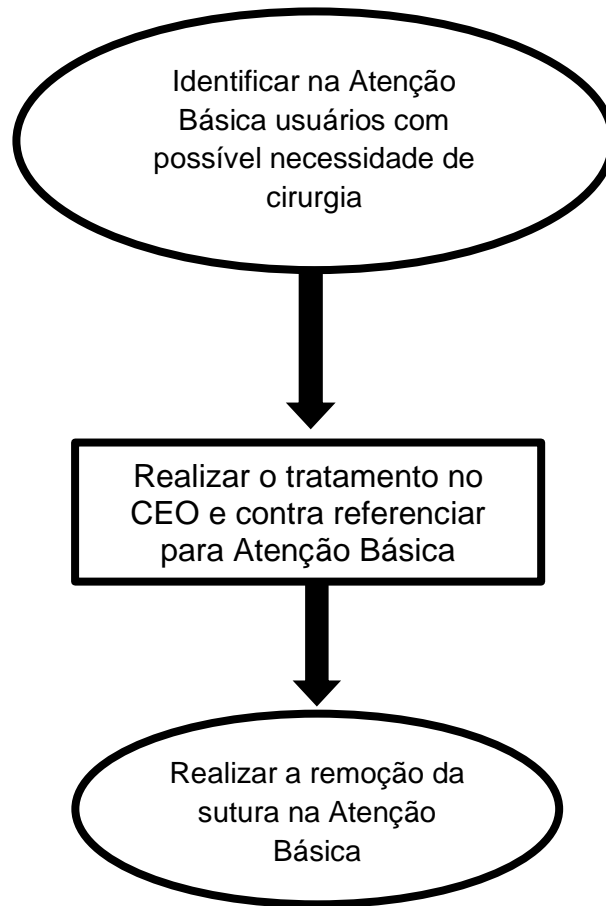 Identificar na Atenção
Básica usuários com
possível necessidade de
cirurgia
Realizar o tratamento no
CEO e contra referenciar
para Atenção Básica
Realizar a remoção da
sutura na Atenção
Básica